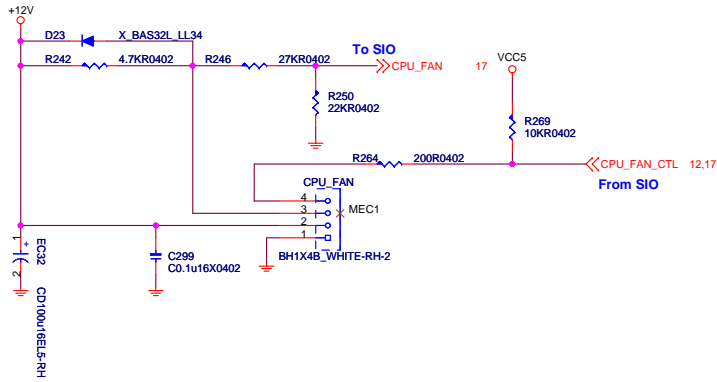 +12V
D23 X_BAS32L_LL34
R242 4.7KR0402 R246 27KR0402
To SIO
CPU_FAN 17
VCC5
R250
22KR0402
R269
10KR0402
R264 200R0402
CPU_FAN_CTL 12,17
From SIO
CPU_FAN
4
3
2
1
MEC1
BH1X4B_WHITE-RH-2
1
+
2
EC32
CD100u16EL5-RH
C299
C0.1u16X0402